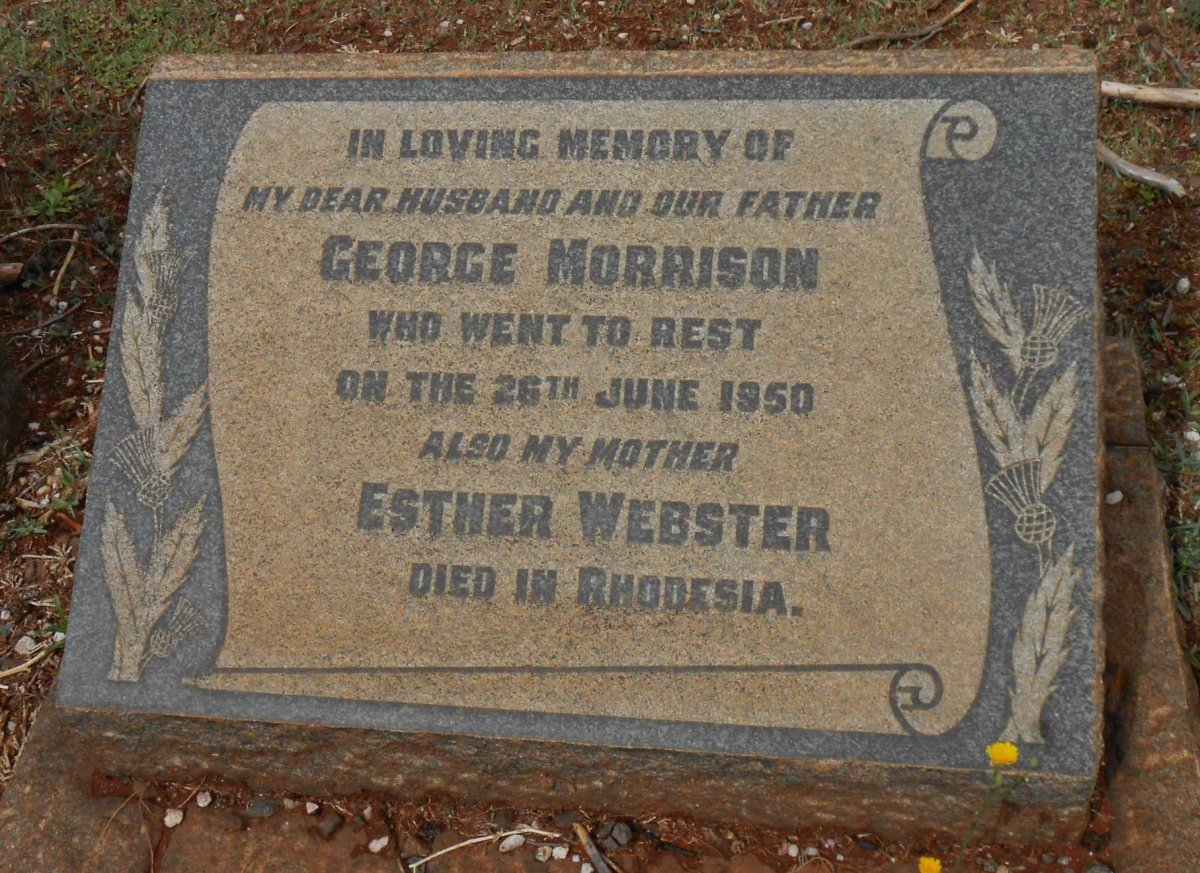 IN LOVING MEMORY OF
MY DEAR HUSBAND AND OUR FATHER
GEORGE MORRISON
WHO WENT TO REST
ON THE 26TH JUNE 1950
ALSO MY MOTHER
ESTHER WEBSTER
DIED IN RHODESIA.